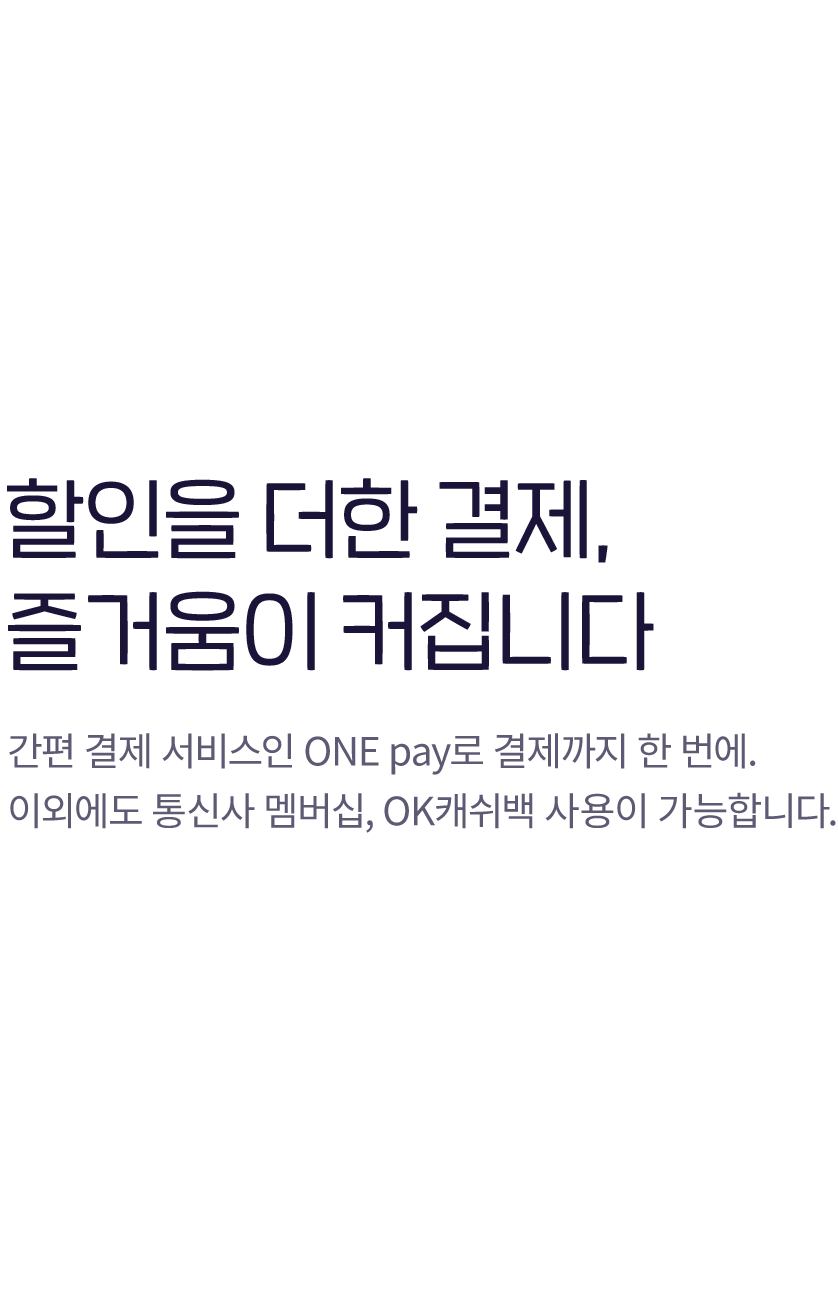 할인을 더한 결제,
즐거움이 커집니다
간편 결제 서비스인 ONE pay로 결제까지 한 번에.
이외에도 통신사 멤버십, OK캐쉬백 사용이 가능합니다.